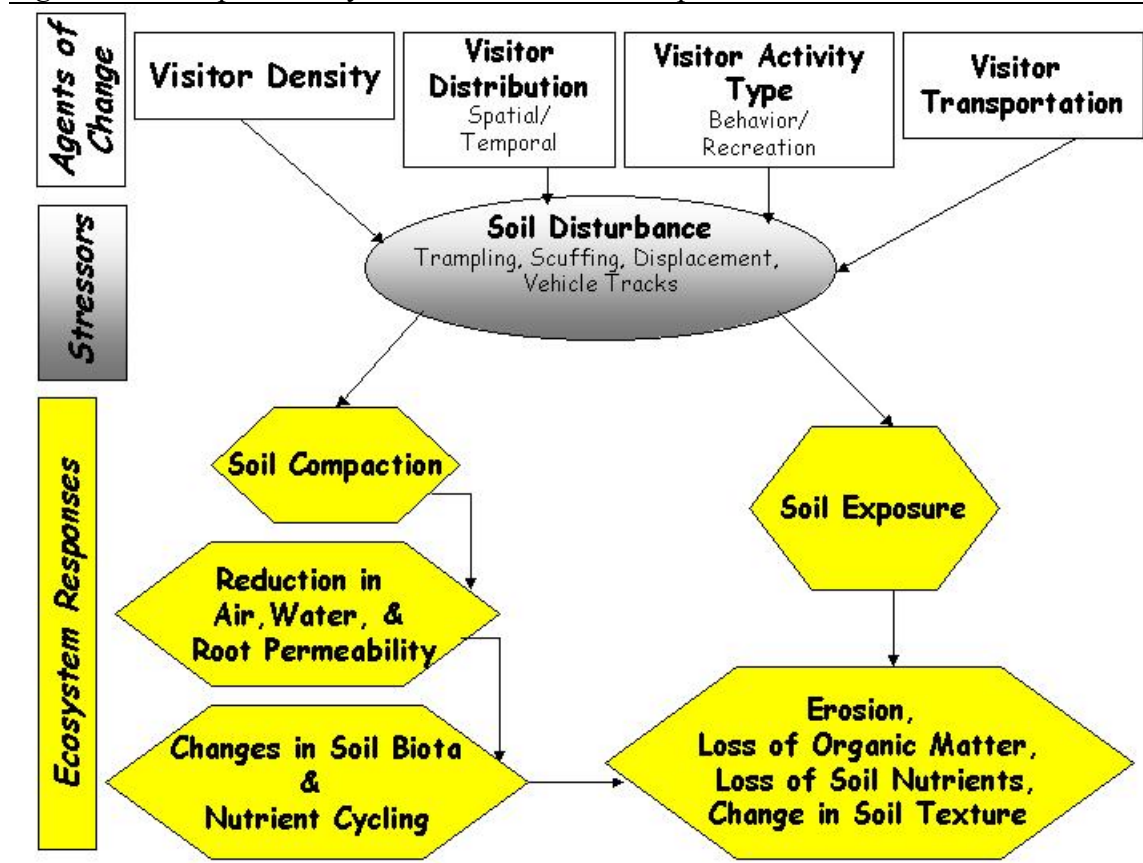 Agents of
Change
Visitor Density
Visitor
Distribution
Spatial/
Temporal
Visitor Activity
Type
Behavior/
Recreation
Visitor
Transportation
Stressors
Soil Disturbance
Trampling, Scuffing, Displacement,
Vehicle Tracks
Ecosystem Responses
Soil Compaction
Reduction in
Air, Water, &
Root Permeability
Changes in Soil Biota
&
Nutrient Cycling
Soil Exposure
Erosion,
Loss of Organic Matter,
Loss of Soil Nutrients,
Change in Soil Texture